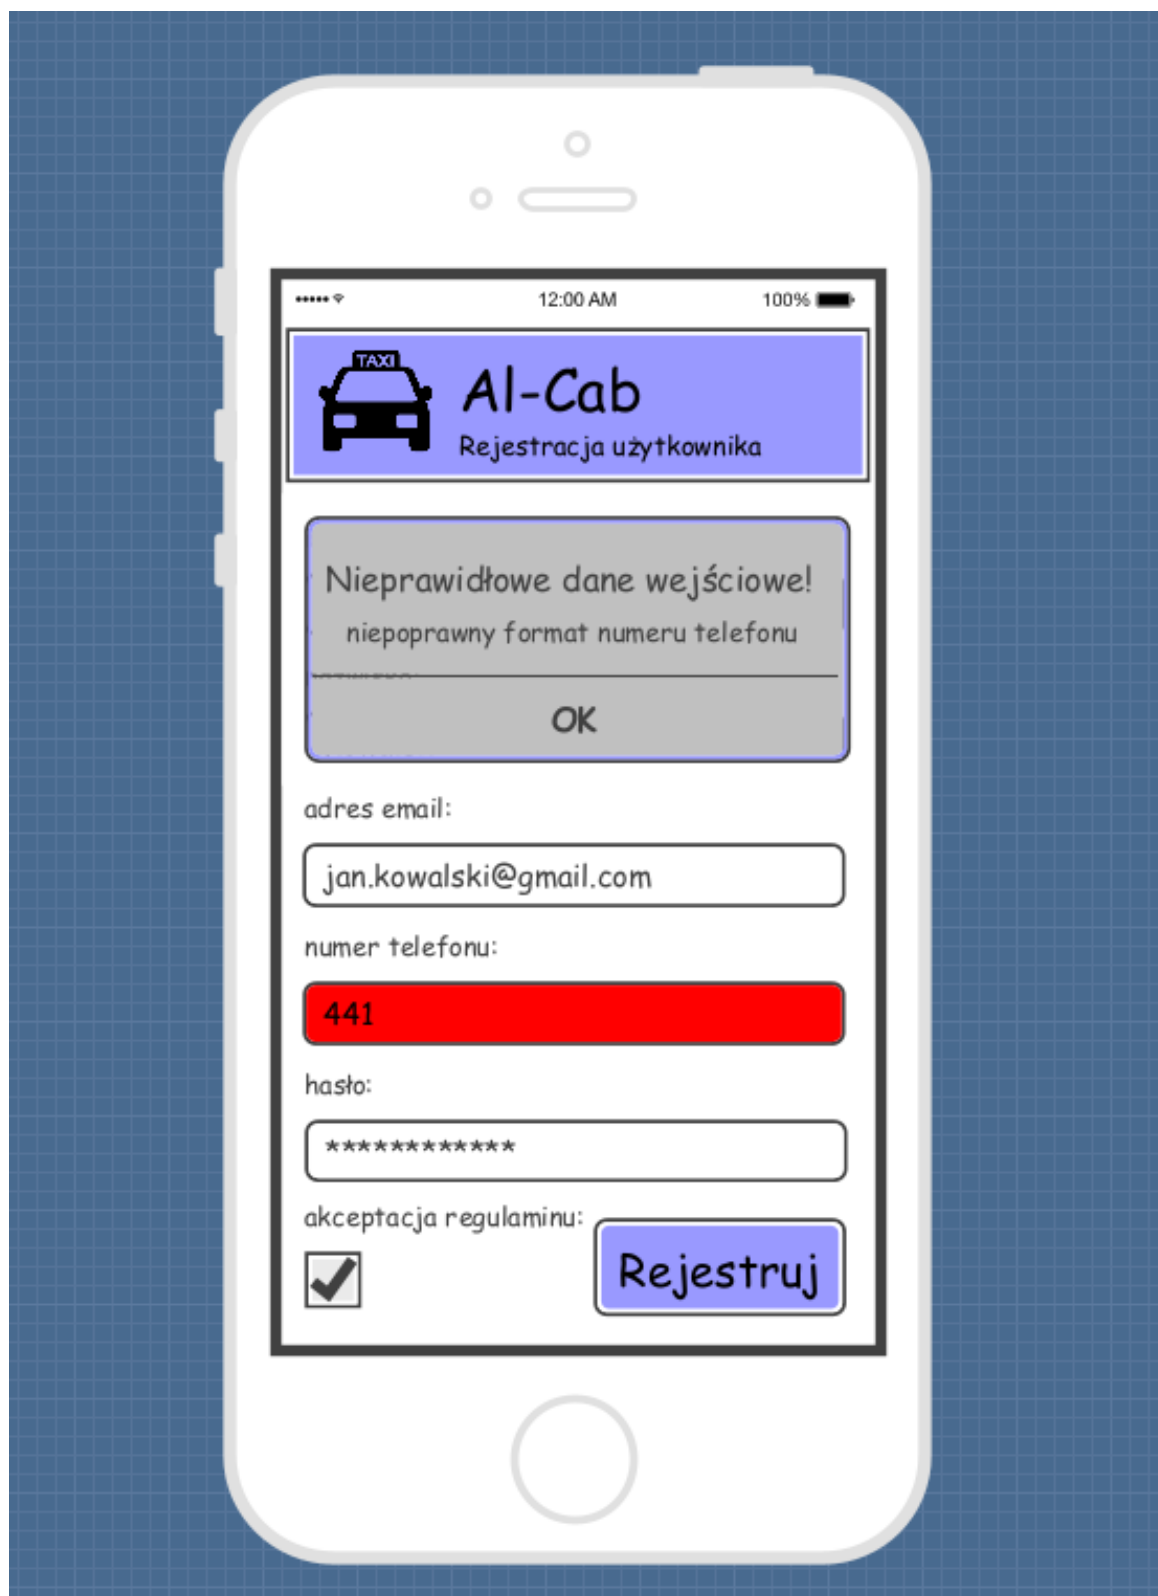 12:00 AM 100%
TAXI
Al-Cab
Rejestracja użytkownika
Nieprawidłowe dane wejściowe!
niepoprawny format numeru telefonu
OK
adres email:
jan.kowalski@gmail.com
numer telefonu:
441
hasło:
************
akceptacja regulaminu:
Rejestruj